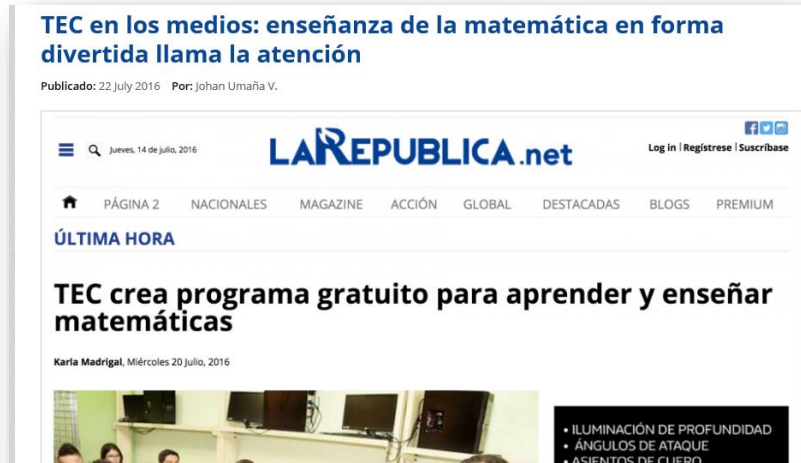 TEC en los medios: enseñanza de la matemática en forma
divertida llama la atención
Publicado: 22 July 2016 Por: Johan Umaña V.
Jueves, 14 de julio, 2016
LAREPUBLICA.net
Log in | Regístrese | Suscríbase
PÁGINA 2 NACIONALES MAGAZINE ACCIÓN GLOBAL DESTACADAS BLOGS PREMIUM
ÚLTIMA HORA
TEC crea programa gratuito para aprender y enseñar
matemáticas
Karla Madrigal, Miércoles 20 Julio, 2016
• ILUMINACIÓN DE PROFUNDIDAD
• ÁNGULOS DE ATAQUE
• ASIENTOS DE CUERO